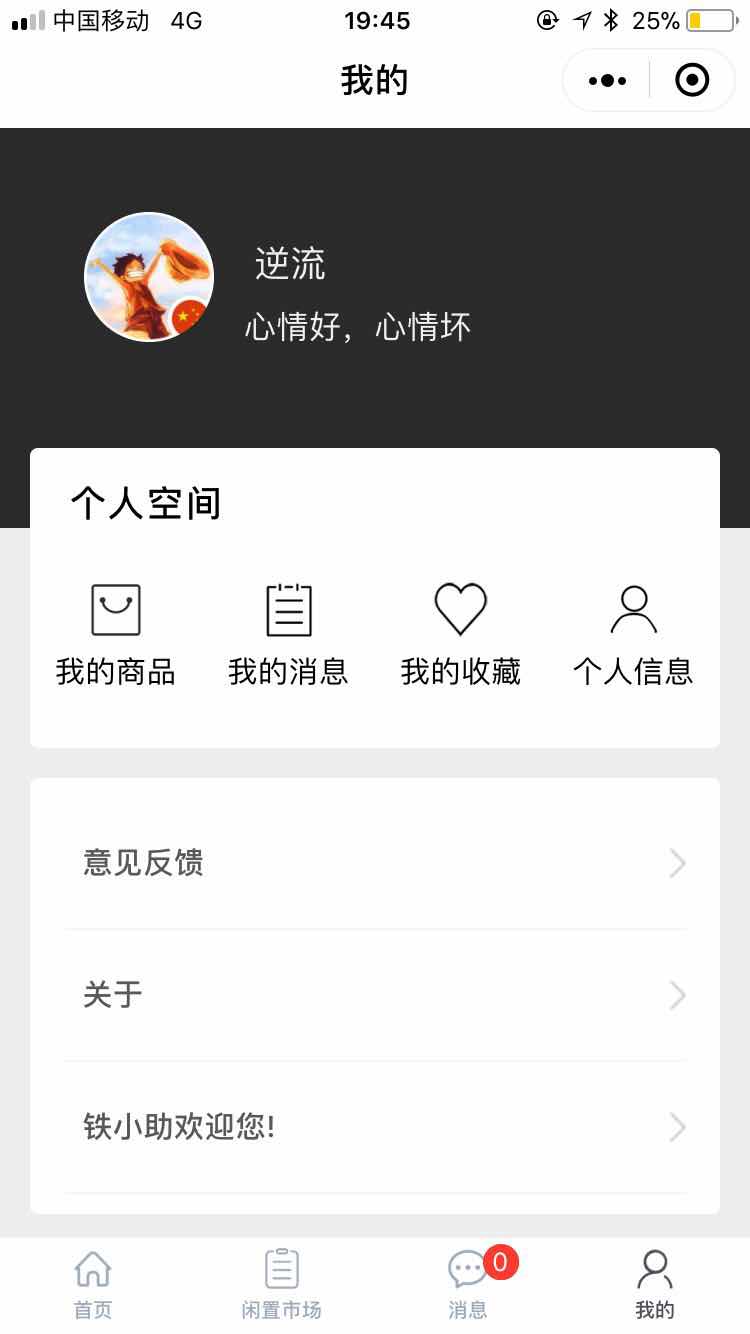 中国移动 4G 19:45 25%
我的
逆流
心情好，心情坏
个人空间
我的商品 我的消息 我的收藏 个人信息
意见反馈
关于
铁小助欢迎您!
0
首页 闲置市场 消息 我的